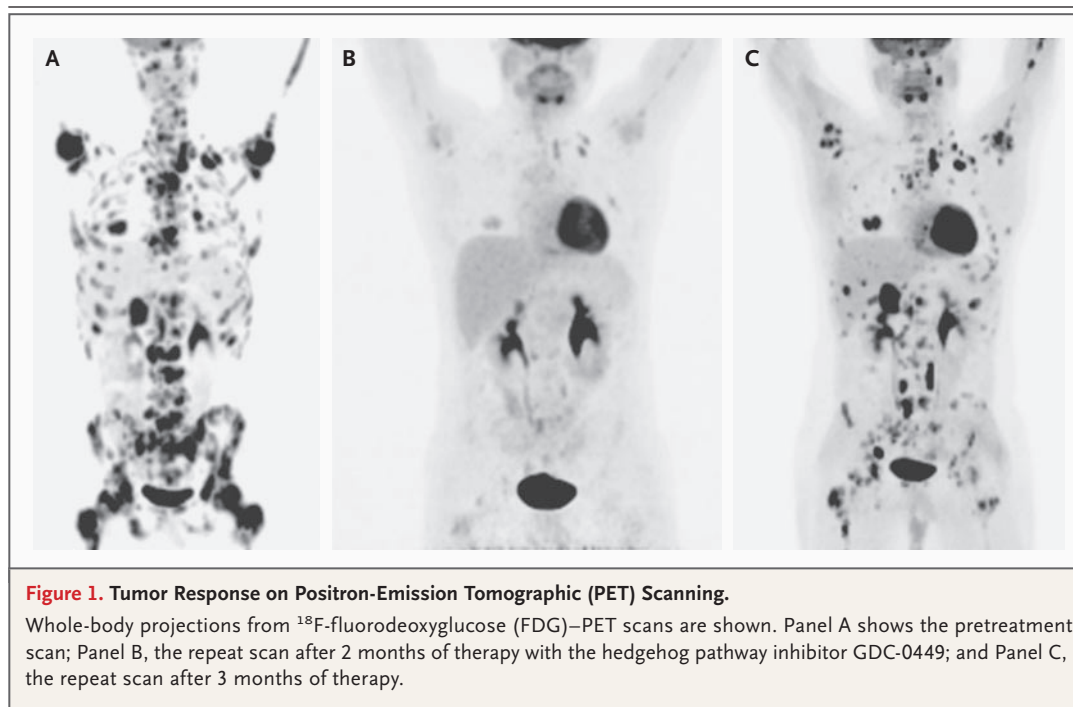 A
B
C
Figure 1. Tumor Response on Positron-Emission Tomographic (PET) Scanning.
Whole-body projections from ¹⁸F-fluorodeoxyglucose (FDG)–PET scans are shown. Panel A shows the pretreatment
scan; Panel B, the repeat scan after 2 months of therapy with the hedgehog pathway inhibitor GDC-0449; and Panel C,
the repeat scan after 3 months of therapy.